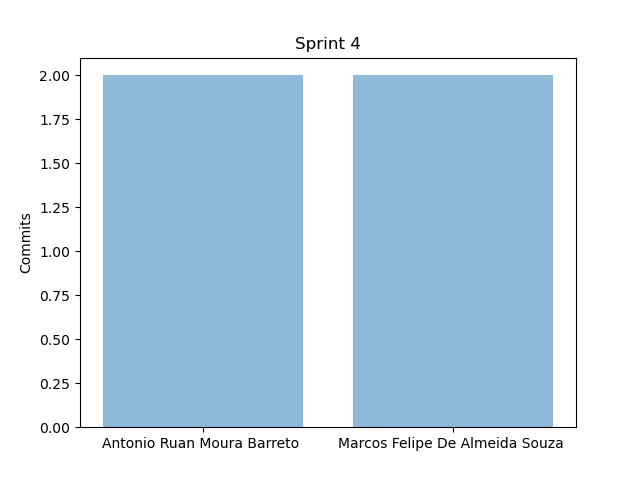 Sprint 4
Commits
2.00
1.75
1.50
1.25
1.00
0.75
0.50
0.25
0.00
Antonio Ruan Moura Barreto
Marcos Felipe De Almeida Souza